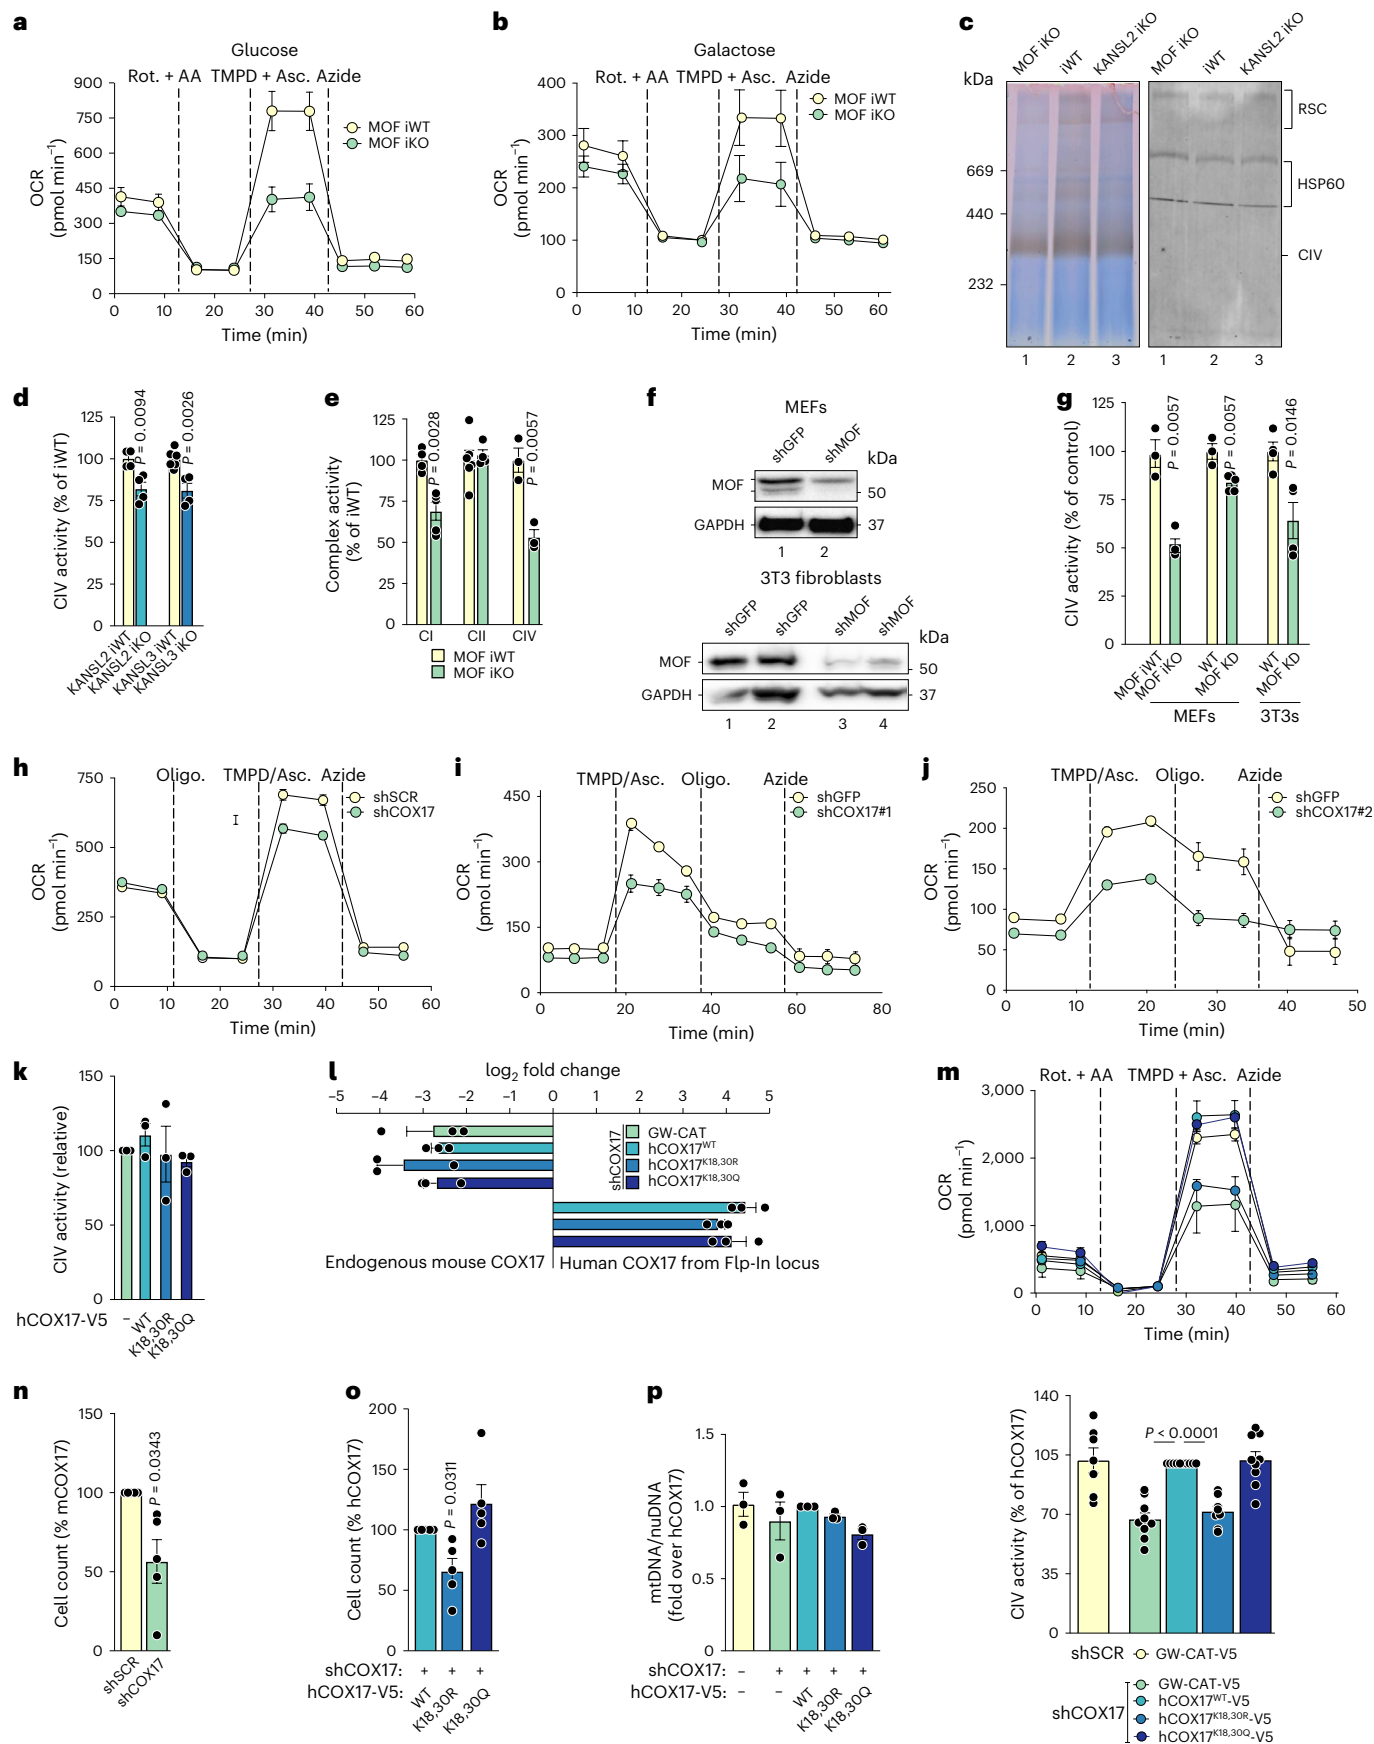 a
Glucose
Rot. + AA TMPD + Asc. Azide
900
750
600
450
300
150
0
OCR
(pmol min⁻¹)
MOF iWT
MOF iKO
0 10 20 30 40 50 60
Time (min)
b
Galactose
Rot. + AA TMPD + Asc. Azide
400
300
200
100
0
OCR
(pmol min⁻¹)
MOF iWT
MOF iKO
0 10 20 30 40 50 60
Time (min)
c
MOF iKO iWT KANSL2 iKO MOF iKO iWT KANSL2 iKO
kDa
669
440
232
RSC
HSP60
CIV
1 2 3 1 2 3
d
CIV activity (% of iWT)
125
100
75
50
25
0
P = 0.0094
P = 0.0026
KANSL2 iWT
KANSL2 iKO
KANSL3 iWT
KANSL3 iKO
e
Complex activity
(% of iWT)
125
100
75
50
25
0
P = 0.0028
P = 0.0057
CI CII CIV
MOF iWT
MOF iKO
f
MEFs
shGFP shMOF
kDa
MOF 50
GAPDH 37
1 2
3T3 fibroblasts
shGFP shGFP shMOF shMOF
kDa
MOF 50
GAPDH 37
1 2 3 4
g
CIV activity (% of control)
125
100
75
50
25
0
P = 0.0057
P = 0.0057
P = 0.0146
MOF iWT
MOF iKO
WT
MOF KD
WT
MOF KD
MEFs 3T3s
h
Oligo. TMPD/Asc. Azide
750
500
250
0
OCR
(pmol min⁻¹)
shSCR
shCOX17
0 10 20 30 40 50 60
Time (min)
i
TMPD/Asc. Oligo. Azide
450
300
150
0
OCR
(pmol min⁻¹)
shGFP
shCOX17#1
0 20 40 60 80
Time (min)
j
TMPD/Asc. Oligo. Azide
250
200
150
100
50
0
OCR
(pmol min⁻¹)
shGFP
shCOX17#2
0 10 20 30 40 50
Time (min)
k
CIV activity (relative)
150
100
50
0
hCOX17-V5 – WT K18,30R K18,30Q
l
log₂ fold change
–5 –4 –3 –2 –1 0 1 2 3 4 5
shCOX17
GW-CAT
hCOX17ᵂᵀ
hCOX17ᴷ¹⁸,³⁰ᴿ
hCOX17ᴷ¹⁸,³⁰Q
Endogenous mouse COX17
Human COX17 from Flp-In locus
m
Rot. + AA TMPD + Asc. Azide
3,000
2,000
1,000
0
OCR
(pmol min⁻¹)
0 10 20 30 40 50 60
Time (min)
n
Cell count (% mCOX17)
150
100
50
0
P = 0.0343
shSCR
shCOX17
o
Cell count (% hCOX17)
200
150
100
50
0
P = 0.0311
shCOX17: + + +
hCOX17-V5: WT K18,30R K18,30Q
p
mtDNA/nuDNA
(fold over hCOX17)
1.5
1.0
0.5
0
shCOX17: – + + + +
hCOX17-V5: – – WT K18,30R K18,30Q
CIV activity (% of hCOX17)
140
105
70
35
0
P < 0.0001
shSCR GW-CAT-V5
shCOX17
GW-CAT-V5
hCOX17ᵂᵀ-V5
hCOX17ᴷ¹⁸,³⁰ᴿ-V5
hCOX17ᴷ¹⁸,³⁰Q-V5